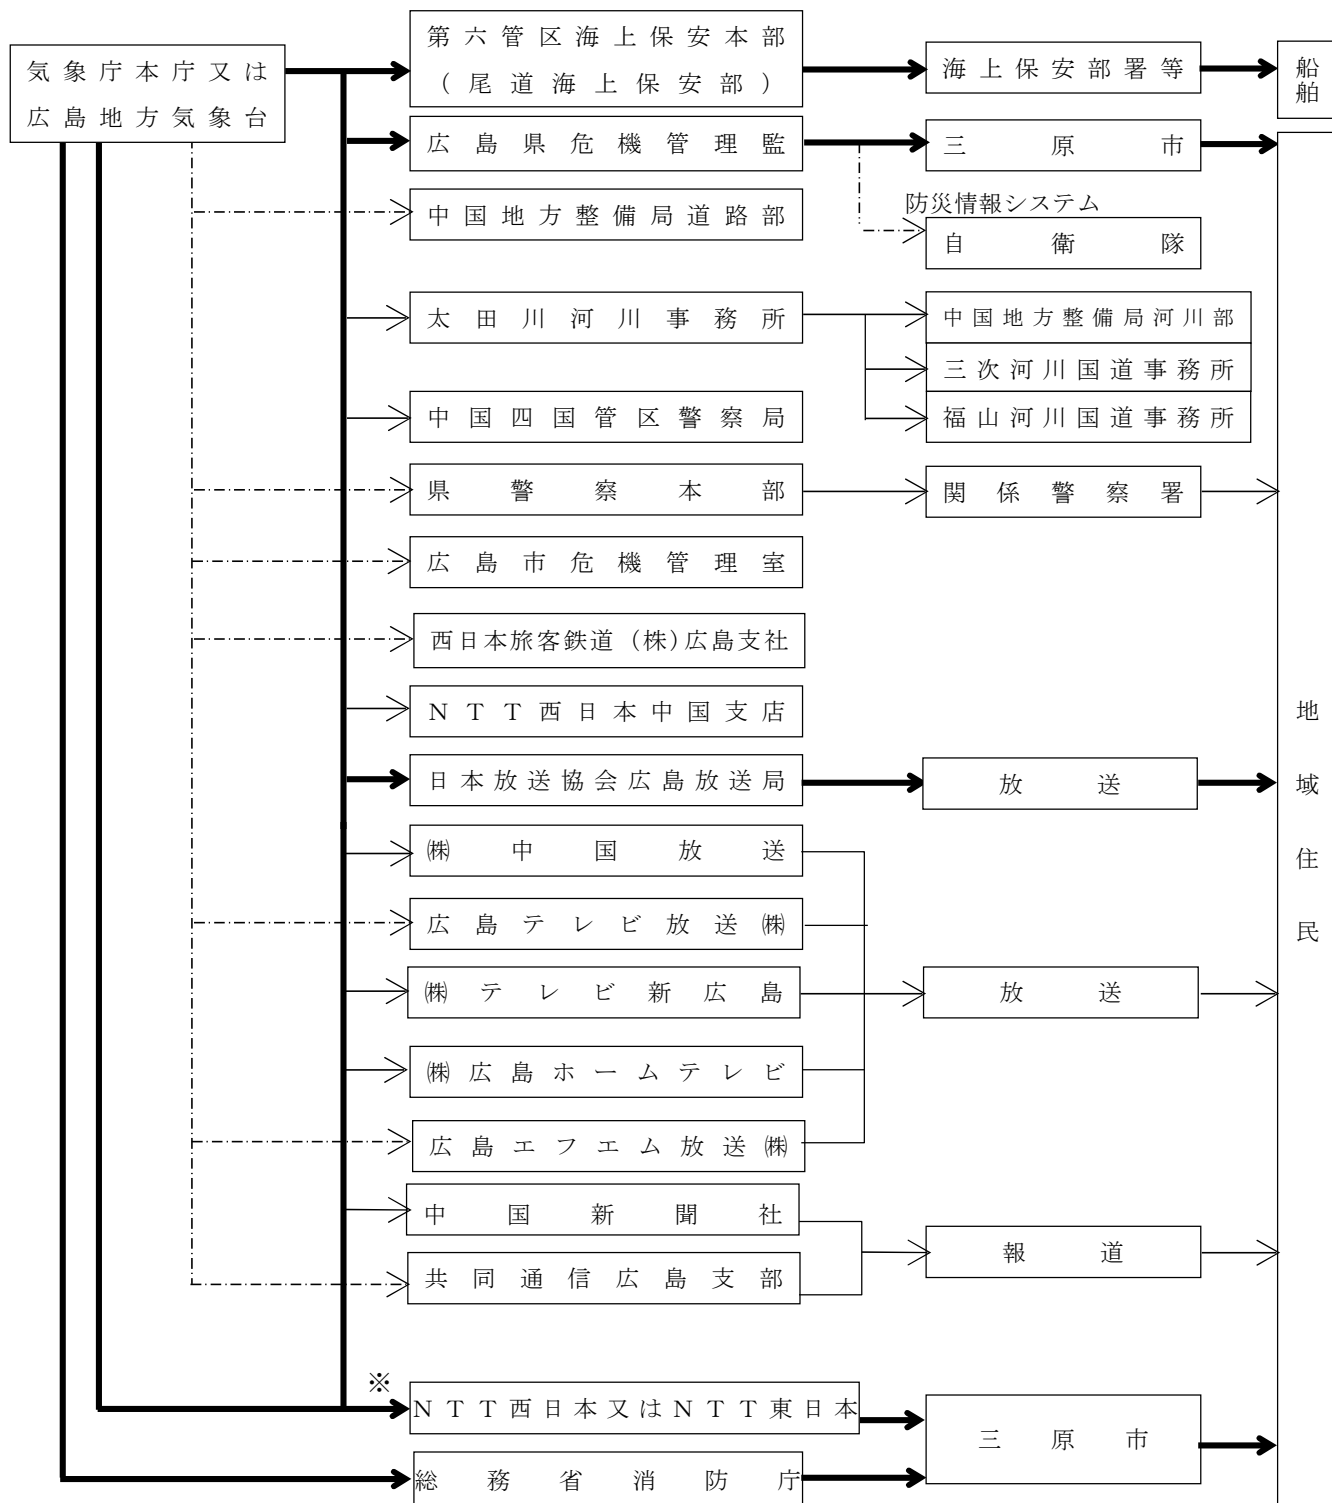 気象庁本庁又は
広島地方気象台
第六管区海上保安本部
（尾道海上保安部）
海上保安部署等
船舶
広島県危機管理監
三原市
中国地方整備局道路部
防災情報システム
自衛隊
太田川河川事務所
中国地方整備局河川部
三次河川国道事務所
福山河川国道事務所
中国四国管区警察局
県警察本部
関係警察署
広島市危機管理室
西日本旅客鉄道（株）広島支社
ＮＴＴ西日本中国支店
日本放送協会広島放送局
放送
㈱中国放送
広島テレビ放送㈱
㈱テレビ新広島
放送
㈱広島ホームテレビ
広島エフエム放送㈱
中国新聞社
報道
共同通信広島支部
地域住民
※
ＮＴＴ西日本又はＮＴＴ東日本
三原市
総務省消防庁